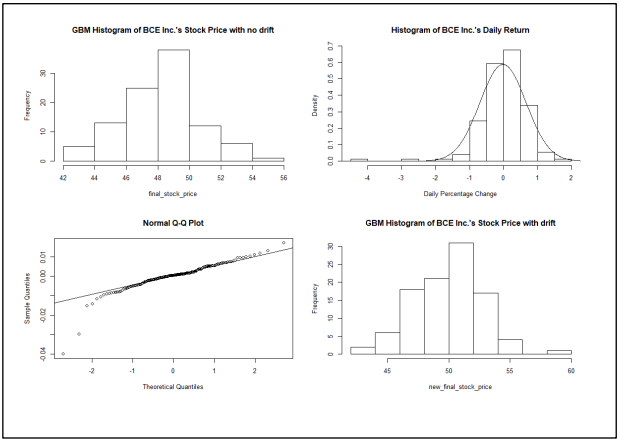 GBM Histogram of BCE Inc.'s Stock Price with no drift
Frequency
0 10 20 30
42 44 46 48 50 52 54 56
final_stock_price
Histogram of BCE Inc.'s Daily Return
Density
0.0 0.1 0.2 0.3 0.4 0.5 0.6 0.7
-4 -3 -2 -1 0 1 2
Daily Percentage Change
Normal Q-Q Plot
Sample Quantiles
-0.04 -0.02 0.00 0.01
-2 -1 0 1 2
Theoretical Quantiles
GBM Histogram of BCE Inc.'s Stock Price with drift
Frequency
0 5 10 15 20 25 30
45 50 55 60
new_final_stock_price